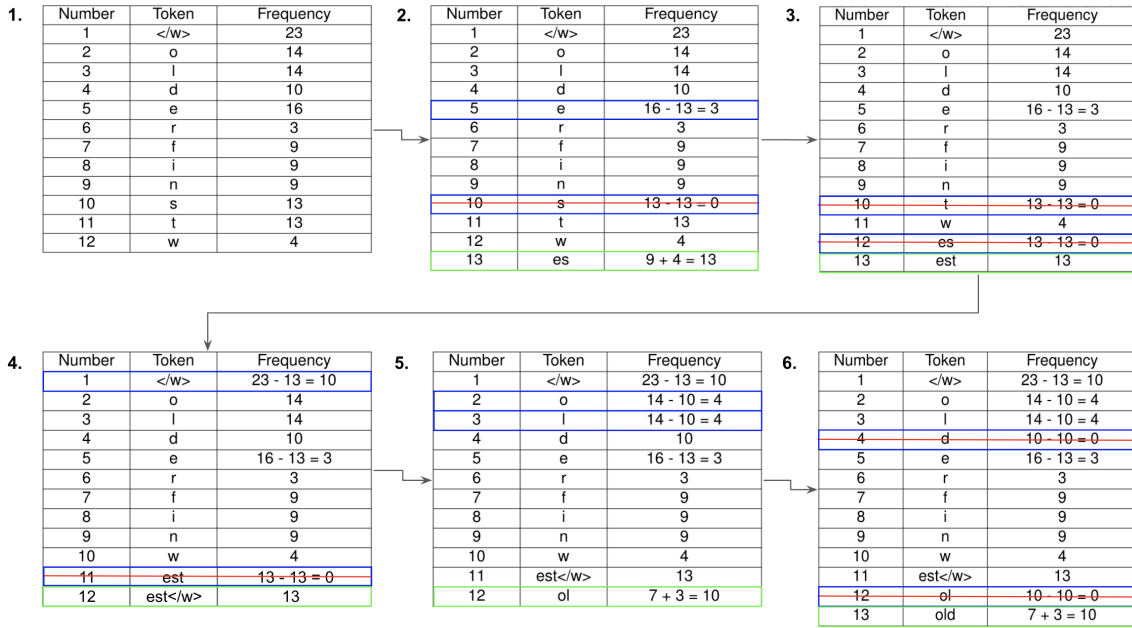 1.
Number Token Frequency
1 </w> 23
2 o 14
3 l 14
4 d 10
5 e 16
6 r 3
7 f 9
8 i 9
9 n 9
10 s 13
11 t 13
12 w 4
2.
Number Token Frequency
1 </w> 23
2 o 14
3 l 14
4 d 10
5 e 16 - 13 = 3
6 r 3
7 f 9
8 i 9
9 n 9
10 s 13 - 13 = 0
11 t 13
12 w 4
13 es 9 + 4 = 13
3.
Number Token Frequency
1 </w> 23
2 o 14
3 l 14
4 d 10
5 e 16 - 13 = 3
6 r 3
7 f 9
8 i 9
9 n 9
10 t 13 - 13 = 0
11 w 4
12 es 13 - 13 = 0
13 est 13
4.
Number Token Frequency
1 </w> 23 - 13 = 10
2 o 14
3 l 14
4 d 10
5 e 16 - 13 = 3
6 r 3
7 f 9
8 i 9
9 n 9
10 w 4
11 est 13 - 13 = 0
12 est</w> 13
5.
Number Token Frequency
1 </w> 23 - 13 = 10
2 o 14 - 10 = 4
3 l 14 - 10 = 4
4 d 10
5 e 16 - 13 = 3
6 r 3
7 f 9
8 i 9
9 n 9
10 w 4
11 est</w> 13
12 ol 7 + 3 = 10
6.
Number Token Frequency
1 </w> 23 - 13 = 10
2 o 14 - 10 = 4
3 l 14 - 10 = 4
4 d 10 - 10 = 0
5 e 16 - 13 = 3
6 r 3
7 f 9
8 i 9
9 n 9
10 w 4
11 est</w> 13
12 ol 10 - 10 = 0
13 old 7 + 3 = 10